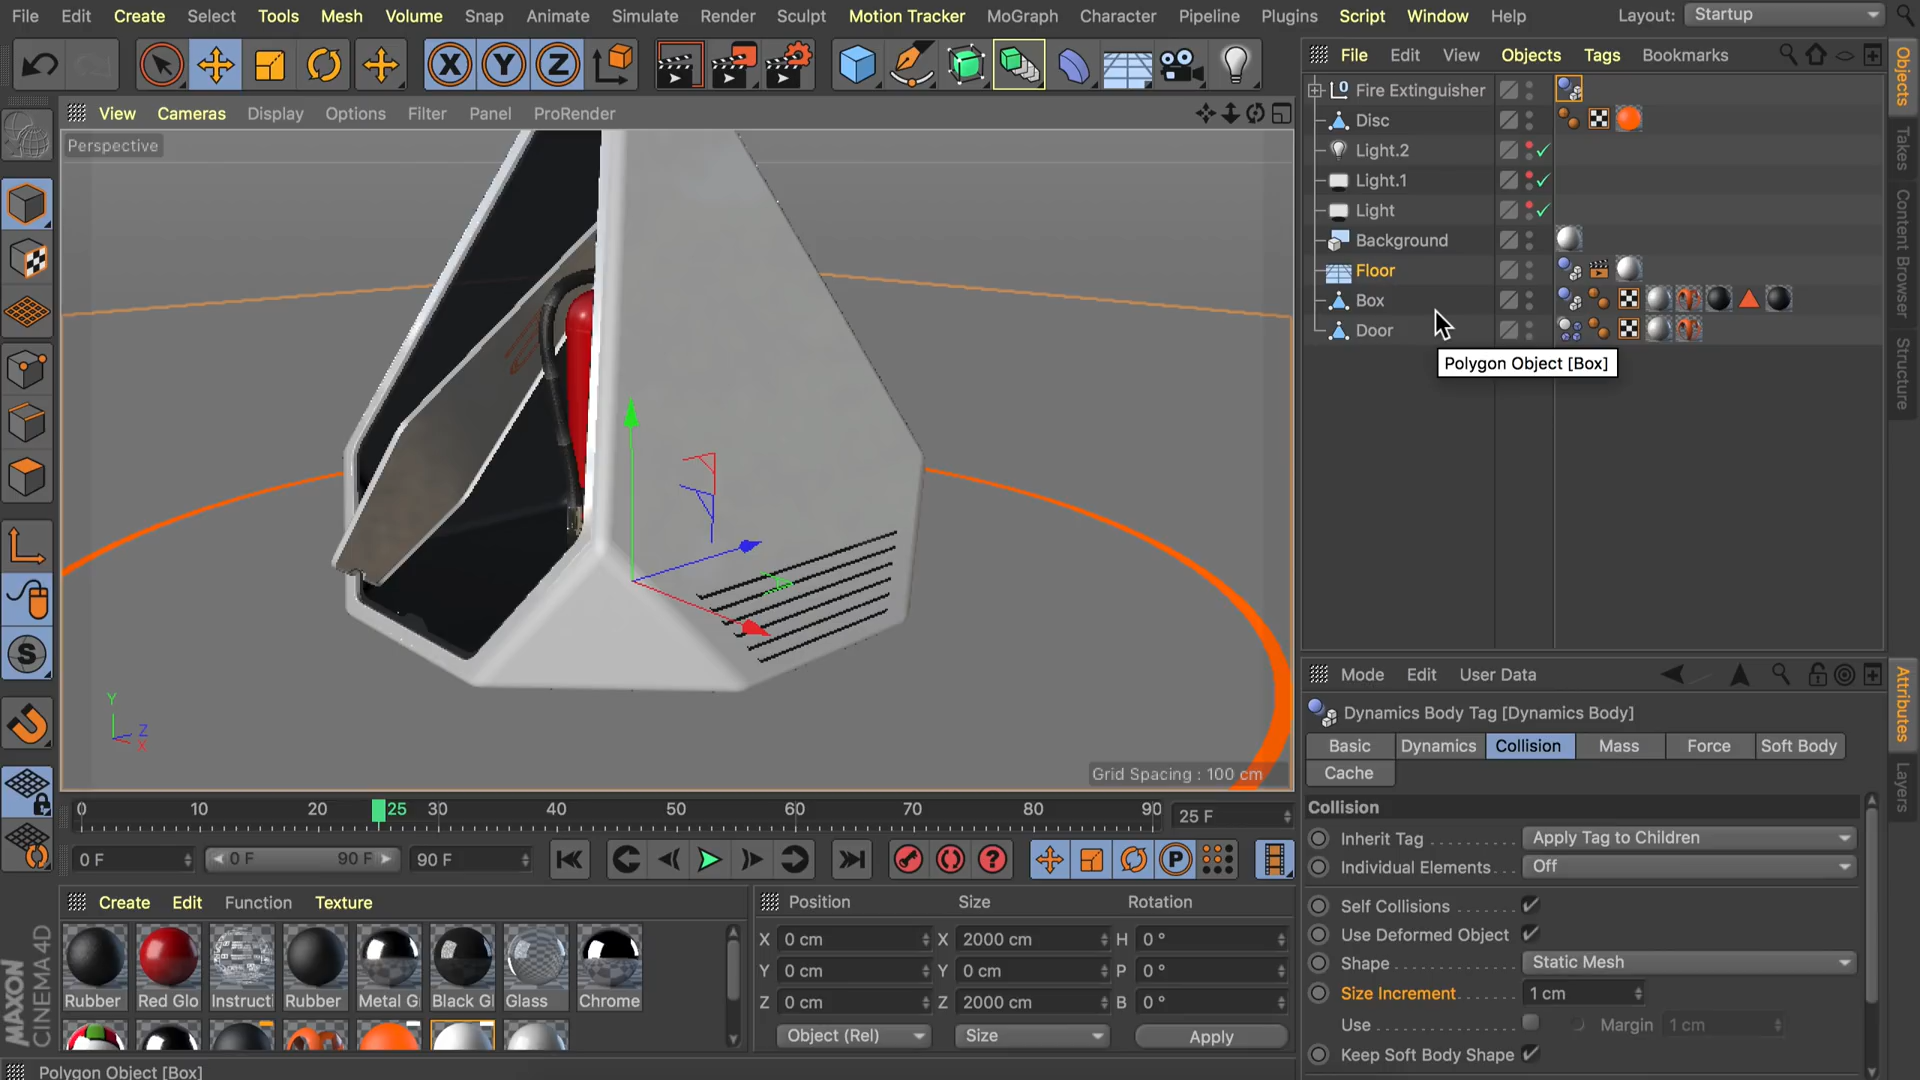 File Edit Create Select Tools Mesh Volume Snap Animate Simulate Render Sculpt Motion Tracker MoGraph Character Pipeline Plugins Script Window Help Layout: Startup
File Edit View Objects Tags Bookmarks
View Cameras Display Options Filter Panel ProRender
Perspective
Fire Extinguisher
Disc
Light.2
Light.1
Light
Background
Floor
Box
Door
Polygon Object [Box]
Objects
Takes
Content Browser
Structure
Attributes
Layers
Grid Spacing : 100 cm
Y
Z
X
0 10 20 25 30 40 50 60 70 80 90 25 F
0 F 0 F 90 F 90 F
Mode Edit User Data
Dynamics Body Tag [Dynamics Body]
Basic Dynamics Collision Mass Force Soft Body
Cache
Collision
Inherit Tag Apply Tag to Children
Individual Elements Off
Self Collisions
Use Deformed Object
Shape Static Mesh
Size Increment 1 cm
Use Margin 1 cm
Keep Soft Body Shape
Create Edit Function Texture
Rubber Red Glo Instructi Rubber Metal G Black Gl Glass Chrome
Position Size Rotation
X 0 cm X 2000 cm H 0 °
Y 0 cm Y 0 cm P 0 °
Z 0 cm Z 2000 cm B 0 °
Object (Rel) Size Apply
MAXON
CINEMA 4D
Polygon Object [Box]